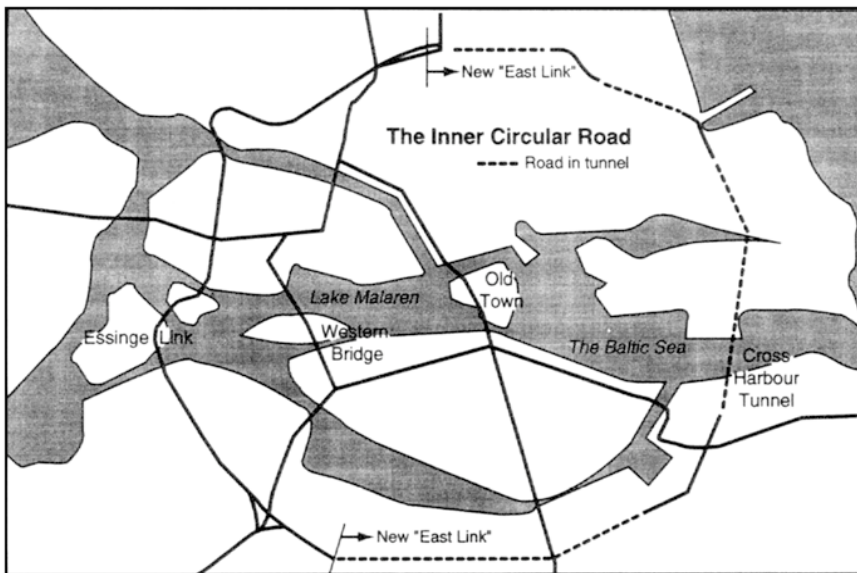 New "East Link"
The Inner Circular Road
Road in tunnel
Old
Town
Lake Malaren
Essinge Link
Western
Bridge
The Baltic Sea
Cross
Harbour
Tunnel
New "East Link"